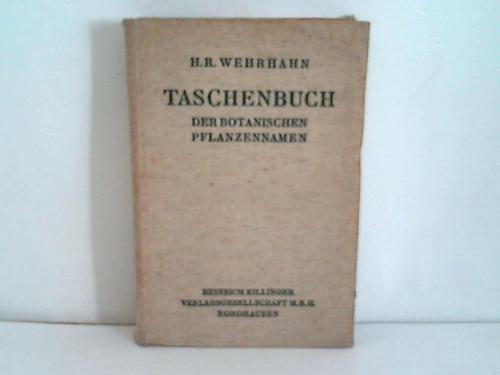 H.R. WEHRHAHN
TASCHENBUCH
DER BOTANISCHEN
PFLANZENNAMEN
HEINRICH KILLINGER
VERLAGSGESELLSCHAFT M.B.H.
NORDHAUSEN